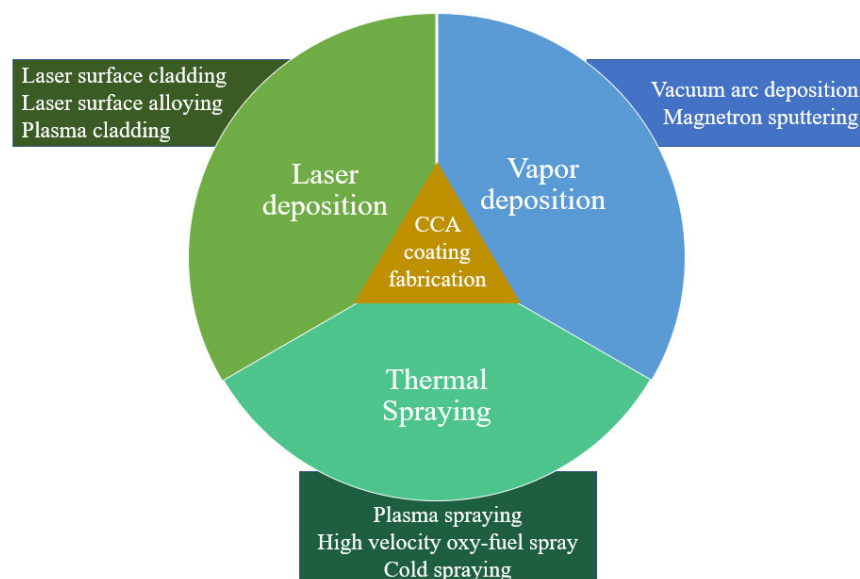 Laser surface cladding
Laser surface alloying
Plasma cladding
Vacuum arc deposition
Magnetron sputtering
Laser
deposition
Vapor
deposition
CCA
coating
fabrication
Thermal
Spraying
Plasma spraying
High velocity oxy-fuel spray
Cold spraying